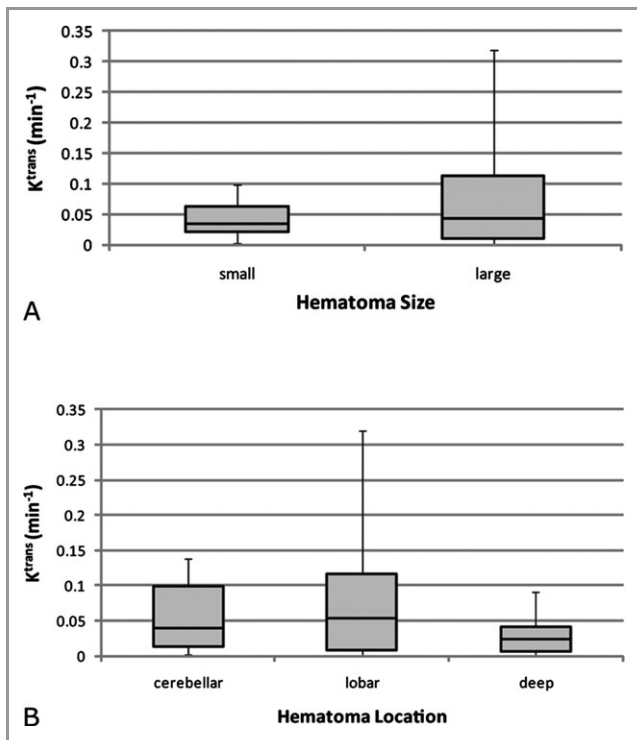 0.35
0.3
0.25
0.2
0.15
0.1
0.05
0
K^trans (min^-1)
small large
Hematoma Size
A
0.35
0.3
0.25
0.2
0.15
0.1
0.05
0
K^trans (min^-1)
cerebellar lobar deep
Hematoma Location
B